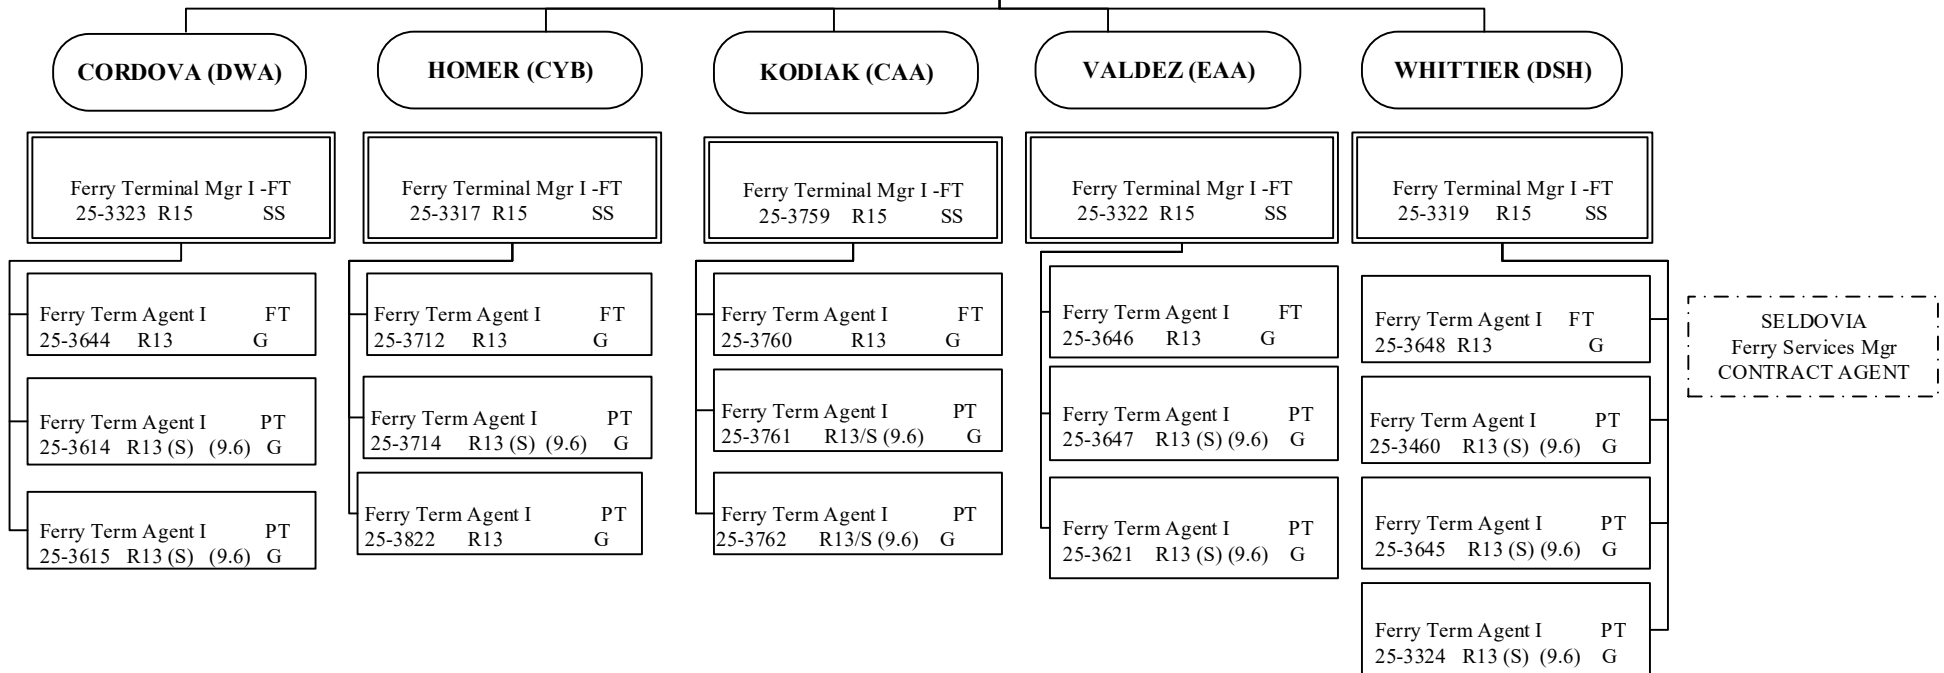 CORDOVA (DWA)
Ferry Terminal Mgr I -FT
25-3323 R15 SS
Ferry Term Agent I FT
25-3644 R13 G
Ferry Term Agent I PT
25-3614 R13 (S) (9.6) G
Ferry Term Agent I PT
25-3615 R13 (S) (9.6) G
HOMER (CYB)
Ferry Terminal Mgr I -FT
25-3317 R15 SS
Ferry Term Agent I FT
25-3712 R13 G
Ferry Term Agent I PT
25-3714 R13 (S) (9.6) G
Ferry Term Agent I PT
25-3822 R13 G
KODIAK (CAA)
Ferry Terminal Mgr I -FT
25-3759 R15 SS
Ferry Term Agent I FT
25-3760 R13 G
Ferry Term Agent I PT
25-3761 R13/S (9.6) G
Ferry Term Agent I PT
25-3762 R13/S (9.6) G
VALDEZ (EAA)
Ferry Terminal Mgr I -FT
25-3322 R15 SS
Ferry Term Agent I FT
25-3646 R13 G
Ferry Term Agent I PT
25-3647 R13 (S) (9.6) G
Ferry Term Agent I PT
25-3621 R13 (S) (9.6) G
WHITTIER (DSH)
Ferry Terminal Mgr I -FT
25-3319 R15 SS
Ferry Term Agent I FT
25-3648 R13 G
Ferry Term Agent I PT
25-3460 R13 (S) (9.6) G
Ferry Term Agent I PT
25-3645 R13 (S) (9.6) G
Ferry Term Agent I PT
25-3324 R13 (S) (9.6) G
SELDOVIA
Ferry Services Mgr
CONTRACT AGENT